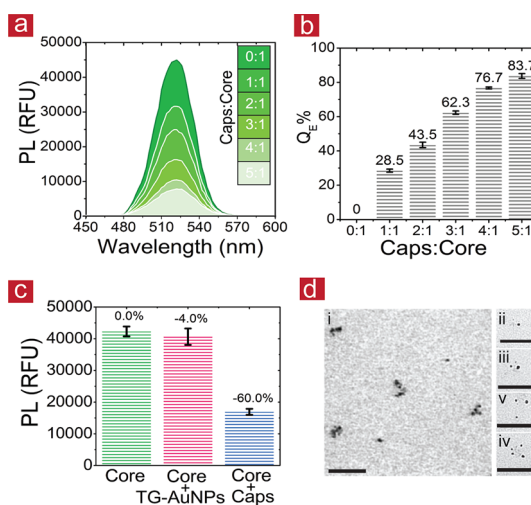 a
PL (RFU)
50000
40000
30000
20000
10000
0
450 480 510 540 570 600
Wavelength (nm)
Caps:Core
0:1
1:1
2:1
3:1
4:1
5:1
b
QE%
100
80
60
40
20
0
0
28.5
43.5
62.3
76.7
83.7
0:1 1:1 2:1 3:1 4:1 5:1
Caps:Core
c
PL (RFU)
50000
40000
30000
20000
10000
0
0.0%
-4.0%
-60.0%
Core
Core + TG-AuNPs
Core + Caps
d
i
ii
iii
v
iv